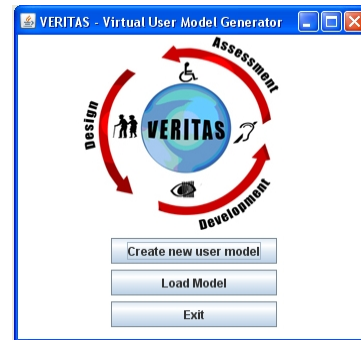 VERITAS - Virtual User Model Generator
Assessment
Design
VERITAS
Development
Create new user model
Load Model
Exit